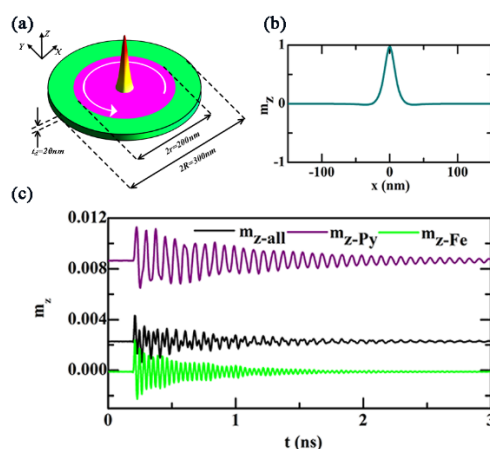 (a)
Z
Y
X
t_d=20nm
2r=200nm
2R=300nm
(b)
1
0
-1
m_z
-100
0
100
x (nm)
(c)
m_z-all
m_z-Py
m_z-Fe
0.012
0.008
0.004
0.000
m_z
0
1
2
3
t (ns)